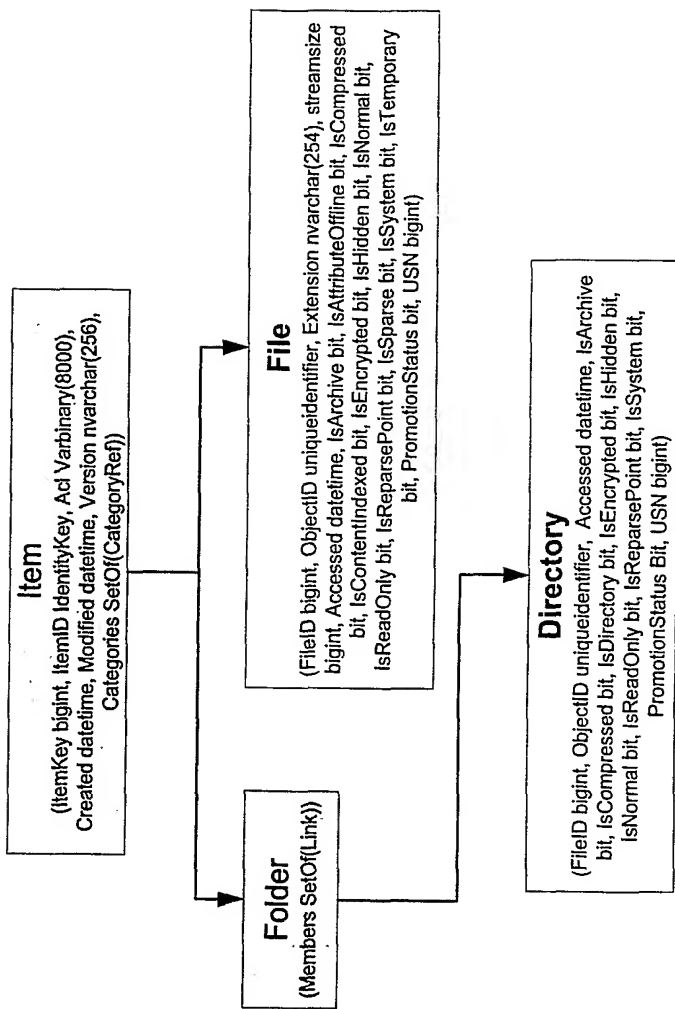 Item
(ItemKey bigint, ItemID IdentityKey, Acl Varbinary(8000),
Created datetime, Modified datetime, Version nvarchar(256),
Categories SetOf(CategoryRef))
Folder
(Members SetOf(Link))
File
(FileID bigint, ObjectID uniqueidentifier, Extension nvarchar(254), streamsize
bigint, Accessed datetime, IsArchive bit, IsAttributeOffline bit, IsCompressed
bit, IsContentIndexed bit, IsEncrypted bit, IsHidden bit, IsNormal bit,
IsReadOnly bit, IsReparsePoint bit, IsSparse bit, IsSystem bit, IsTemporary
bit, PromotionStatus bit, USN bigint)
Directory
(FileID bigint, ObjectID uniqueidentifier, Accessed datetime, IsArchive
bit, IsCompressed bit, IsDirectory bit, IsEncrypted bit, IsHidden bit,
IsNormal bit, IsReadOnly bit, IsReparsePoint bit, IsSystem bit,
PromotionStatus Bit, USN bigint)